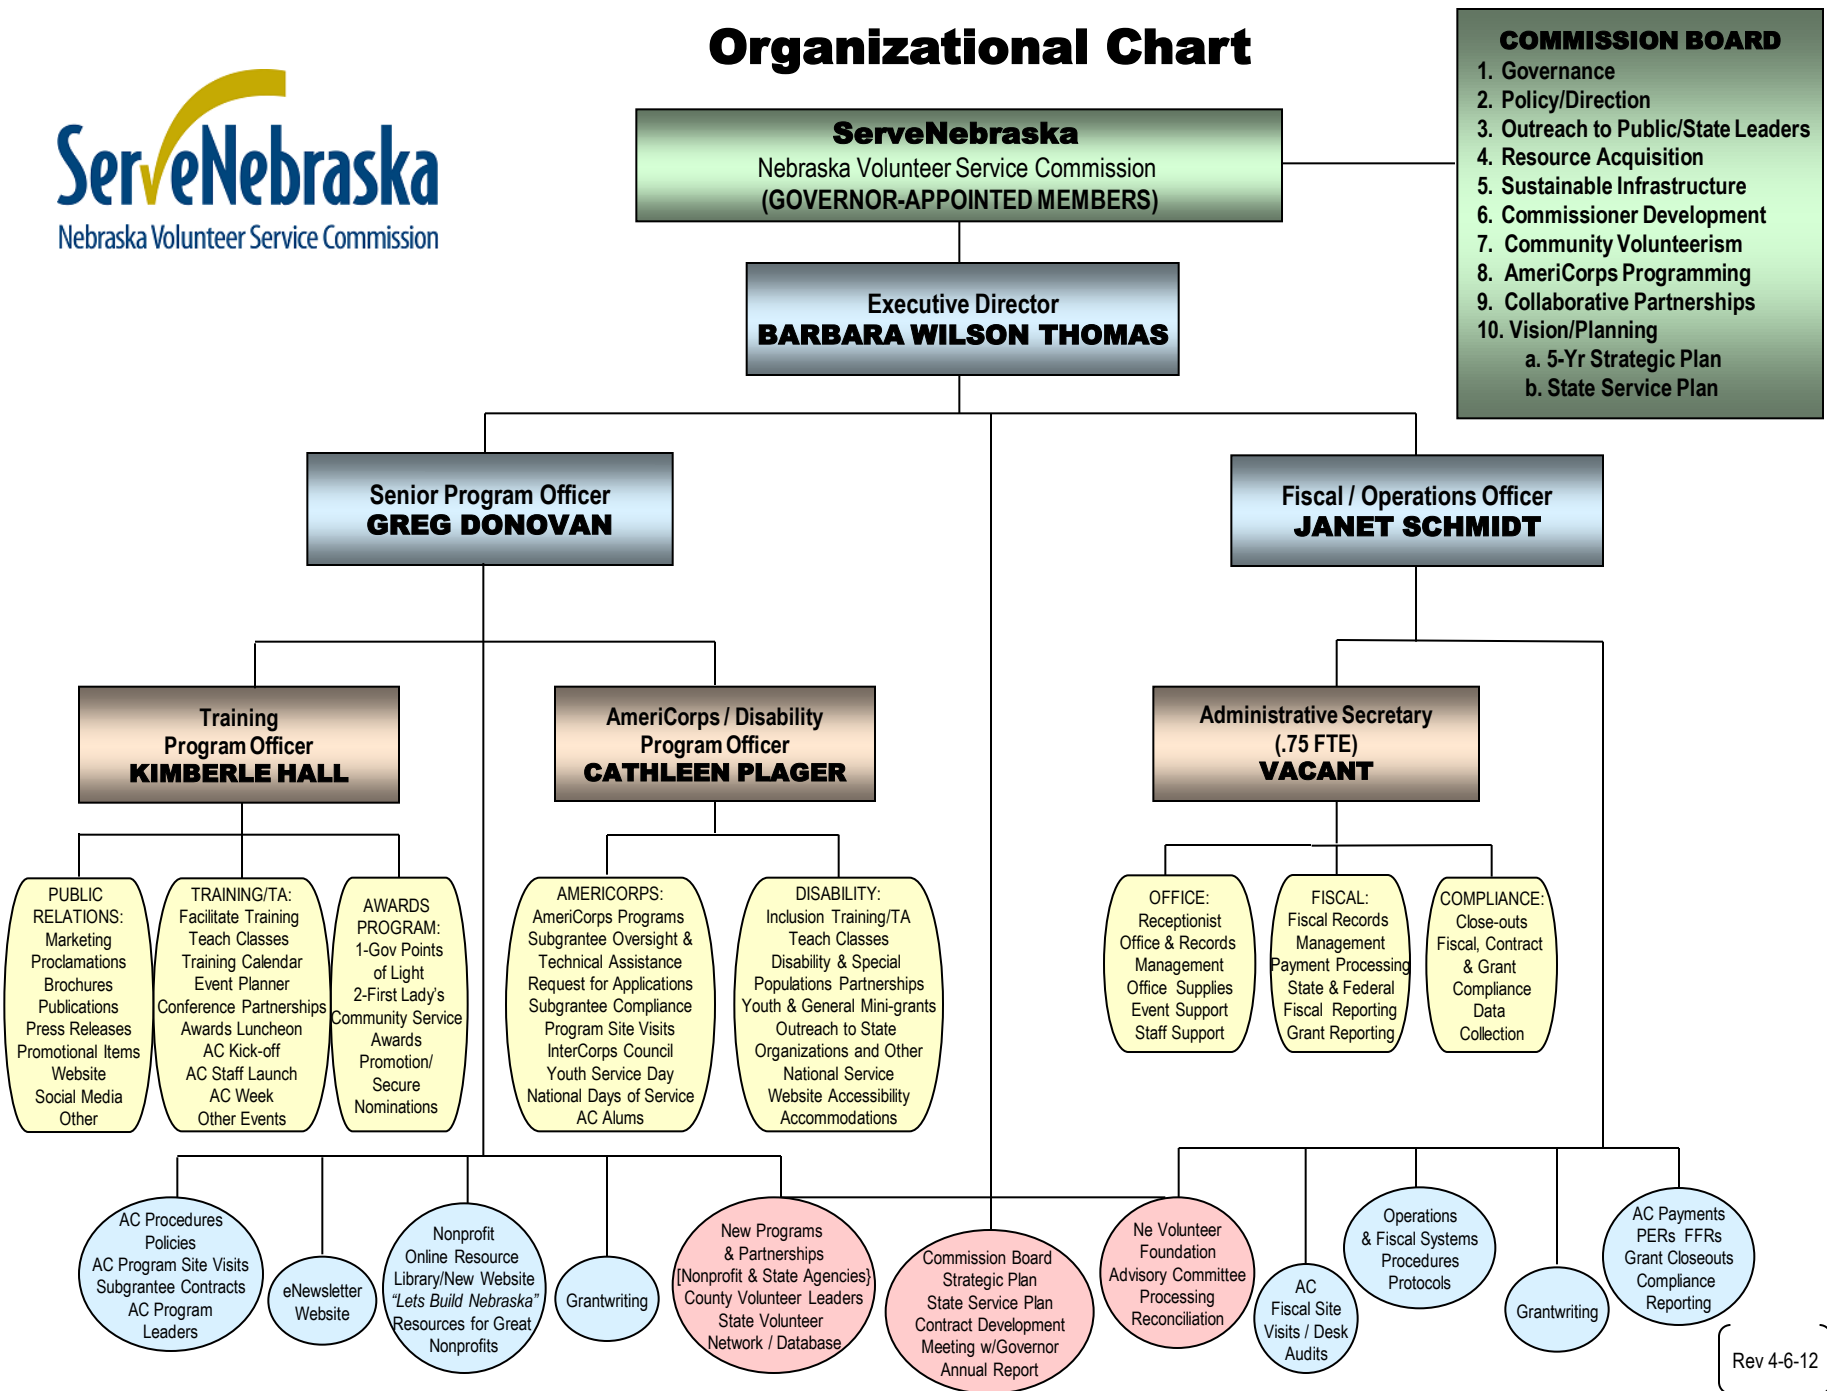 Organizational Chart
ServeNebraska
Nebraska Volunteer Service Commission
ServeNebraska
Nebraska Volunteer Service Commission
(GOVERNOR-APPOINTED MEMBERS)
COMMISSION BOARD
1. Governance
2. Policy/Direction
3. Outreach to Public/State Leaders
4. Resource Acquisition
5. Sustainable Infrastructure
6. Commissioner Development
7. Community Volunteerism
8. AmeriCorps Programming
9. Collaborative Partnerships
10. Vision/Planning
a. 5-Yr Strategic Plan
b. State Service Plan
Executive Director
BARBARA WILSON THOMAS
Senior Program Officer
GREG DONOVAN
Fiscal / Operations Officer
JANET SCHMIDT
Training
Program Officer
KIMBERLE HALL
AmeriCorps / Disability
Program Officer
CATHLEEN PLAGER
Administrative Secretary
(.75 FTE)
VACANT
PUBLIC
RELATIONS:
Marketing
Proclamations
Brochures
Publications
Press Releases
Promotional Items
Website
Social Media
Other
TRAINING/TA:
Facilitate Training
Teach Classes
Training Calendar
Event Planner
Conference Partnerships
Awards Luncheon
AC Kick-off
AC Staff Launch
AC Week
Other Events
AWARDS
PROGRAM:
1-Gov Points
of Light
2-First Lady's
Community Service
Awards
Promotion/
Secure
Nominations
AMERICORPS:
AmeriCorps Programs
Subgrantee Oversight &
Technical Assistance
Request for Applications
Subgrantee Compliance
Program Site Visits
InterCorps Council
Youth Service Day
National Days of Service
AC Alums
DISABILITY:
Inclusion Training/TA
Teach Classes
Disability & Special
Populations Partnerships
Youth & General Mini-grants
Outreach to State
Organizations and Other
National Service
Website Accessibility
Accommodations
OFFICE:
Receptionist
Office & Records
Management
Office Supplies
Event Support
Staff Support
FISCAL:
Fiscal Records
Management
Payment Processing
State & Federal
Fiscal Reporting
Grant Reporting
COMPLIANCE:
Close-outs
Fiscal, Contract
& Grant
Compliance
Data
Collection
AC Procedures
Policies
AC Program Site Visits
Subgrantee Contracts
AC Program
Leaders
eNewsletter
Website
Nonprofit
Online Resource
Library/New Website
"Lets Build Nebraska"
Resources for Great
Nonprofits
Grantwriting
New Programs
& Partnerships
[Nonprofit & State Agencies}
County Volunteer Leaders
State Volunteer
Network / Database
Commission Board
Strategic Plan
State Service Plan
Contract Development
Meeting w/Governor
Annual Report
Ne Volunteer
Foundation
Advisory Committee
Processing
Reconciliation
AC
Fiscal Site
Visits / Desk
Audits
Operations
& Fiscal Systems
Procedures
Protocols
Grantwriting
AC Payments
PERs FFRs
Grant Closeouts
Compliance
Reporting
Rev 4-6-12